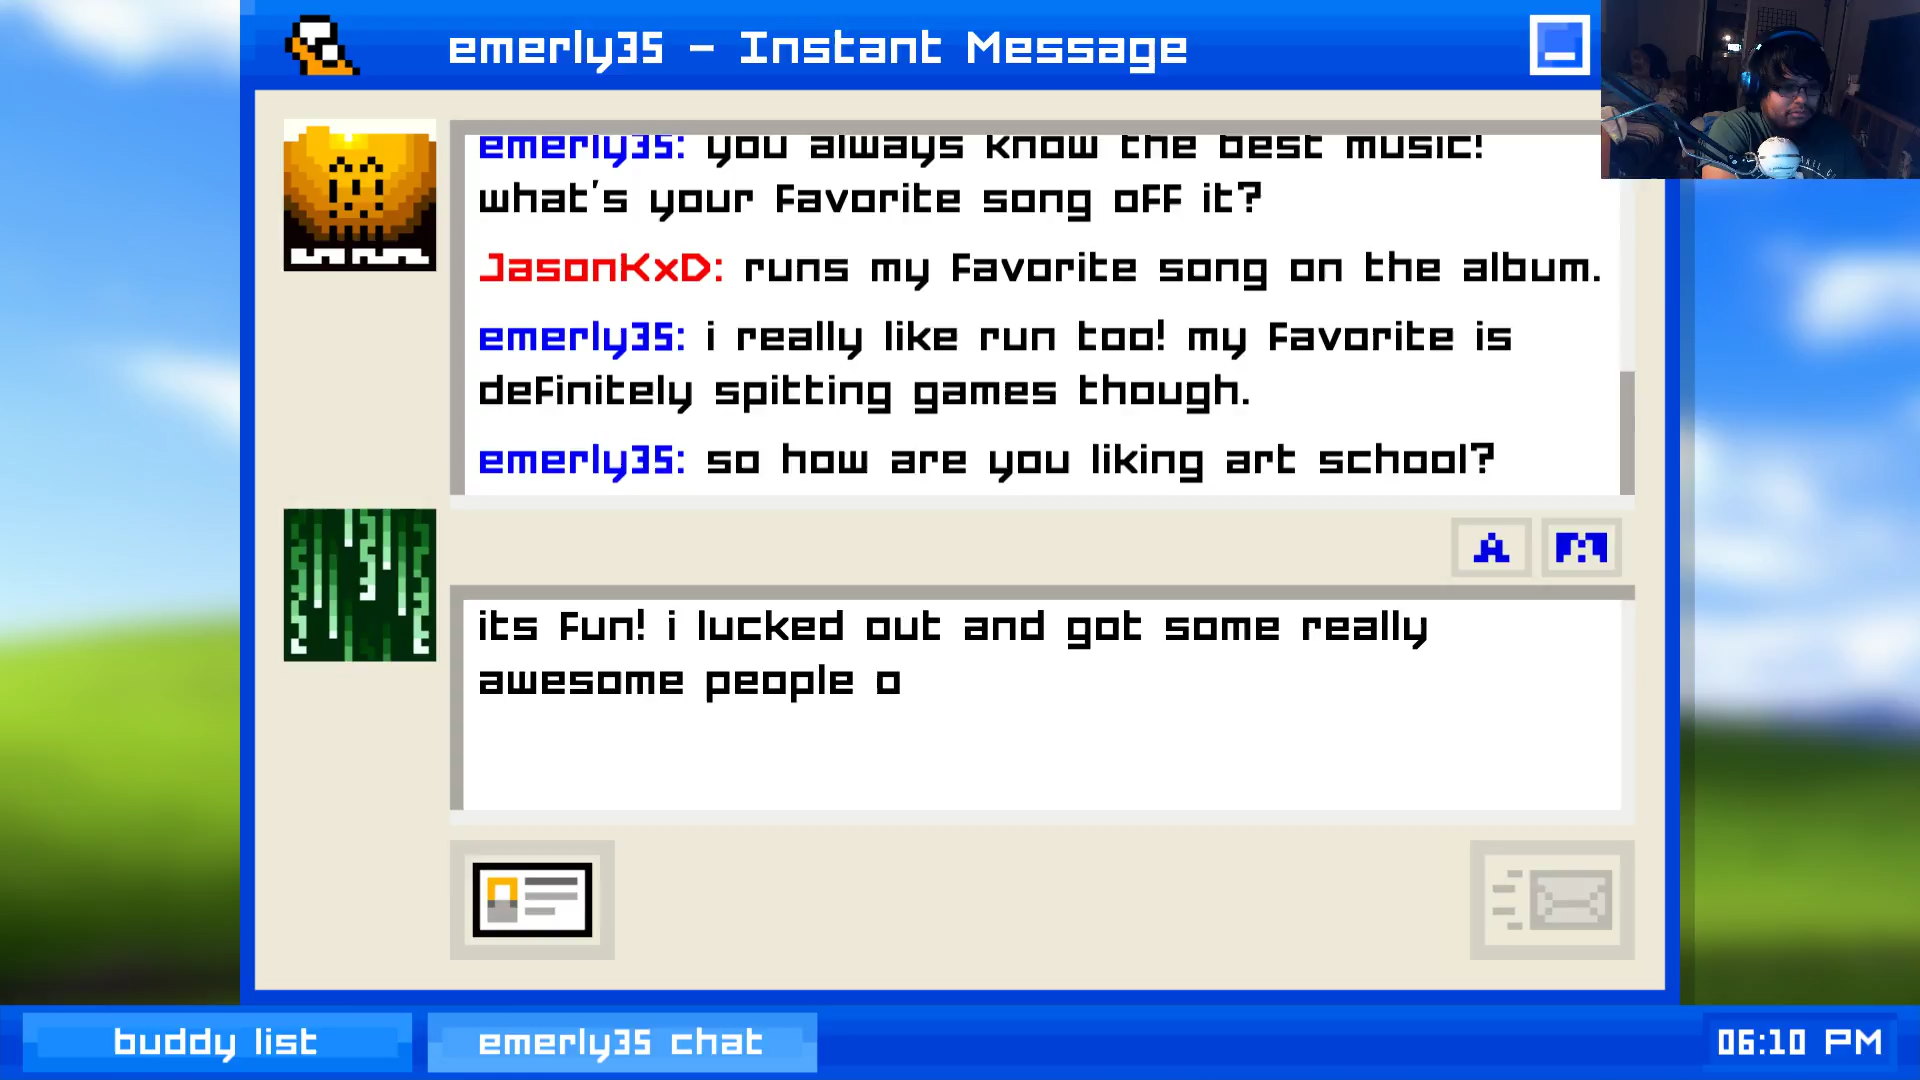 emerly35 - Instant Message
emerly35: you always know the best music!
what's your favorite song off it?
JasonKxD: runs my favorite song on the album.
emerly35: i really like run too! my favorite is
definitely spitting games though.
emerly35: so how are you liking art school?
A
its fun! i lucked out and got some really
awesome people o
buddy list
emerly35 chat
06:10 PM